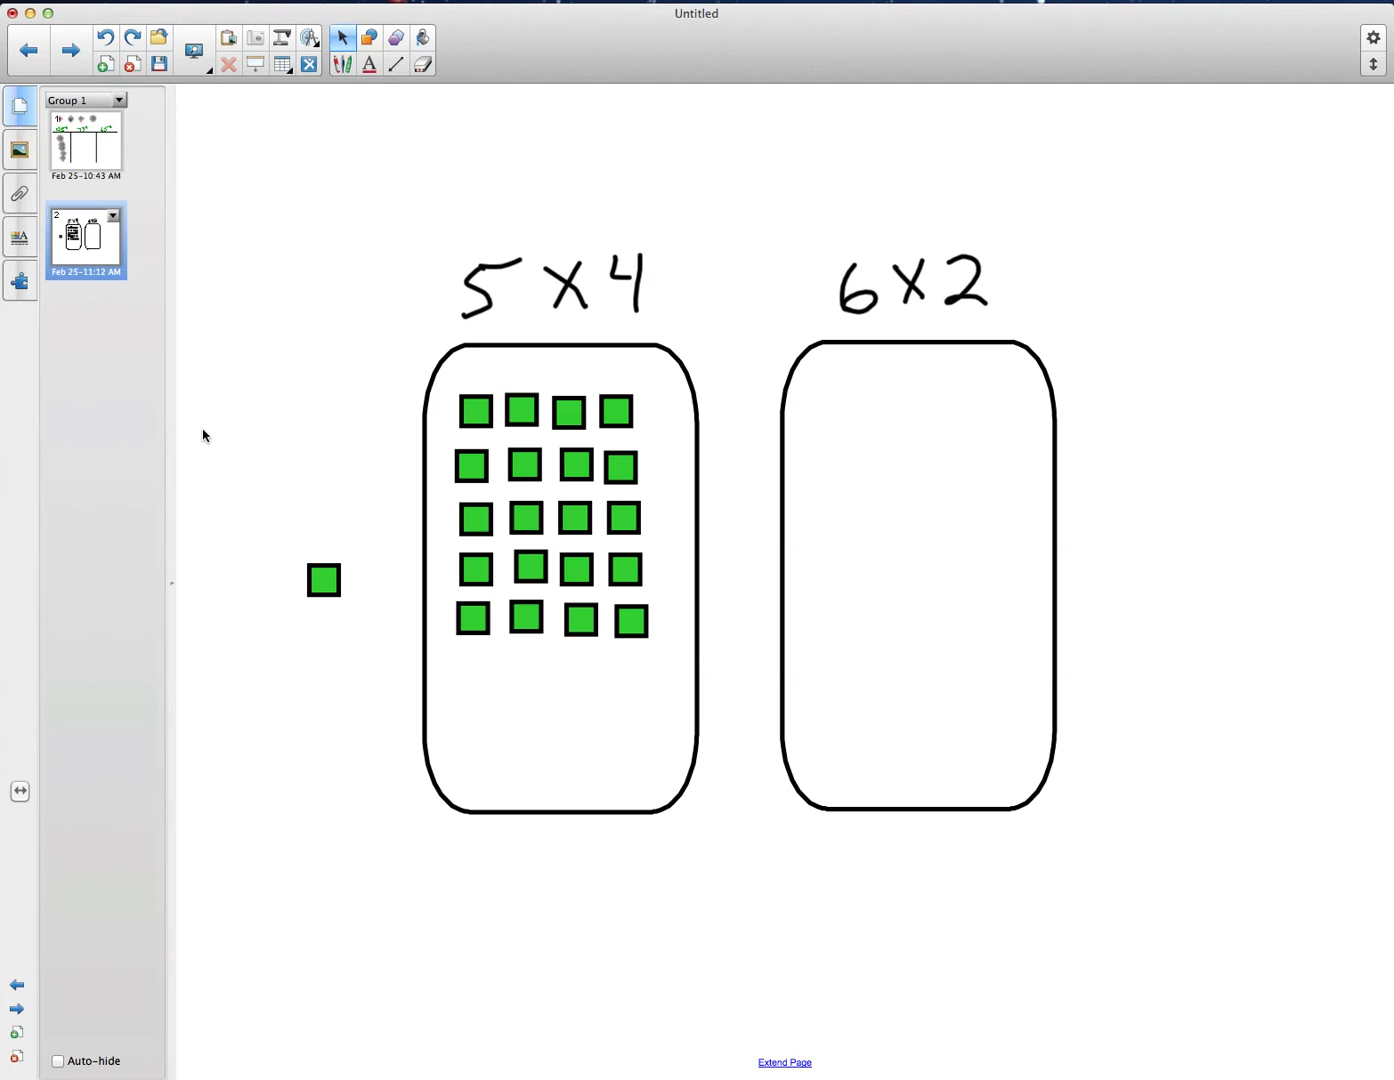 Untitled
Group 1
Feb 25-10:43 AM
2
Feb 25-11:12 AM
5 x 4
6 x 2
Auto-hide
Extend Page